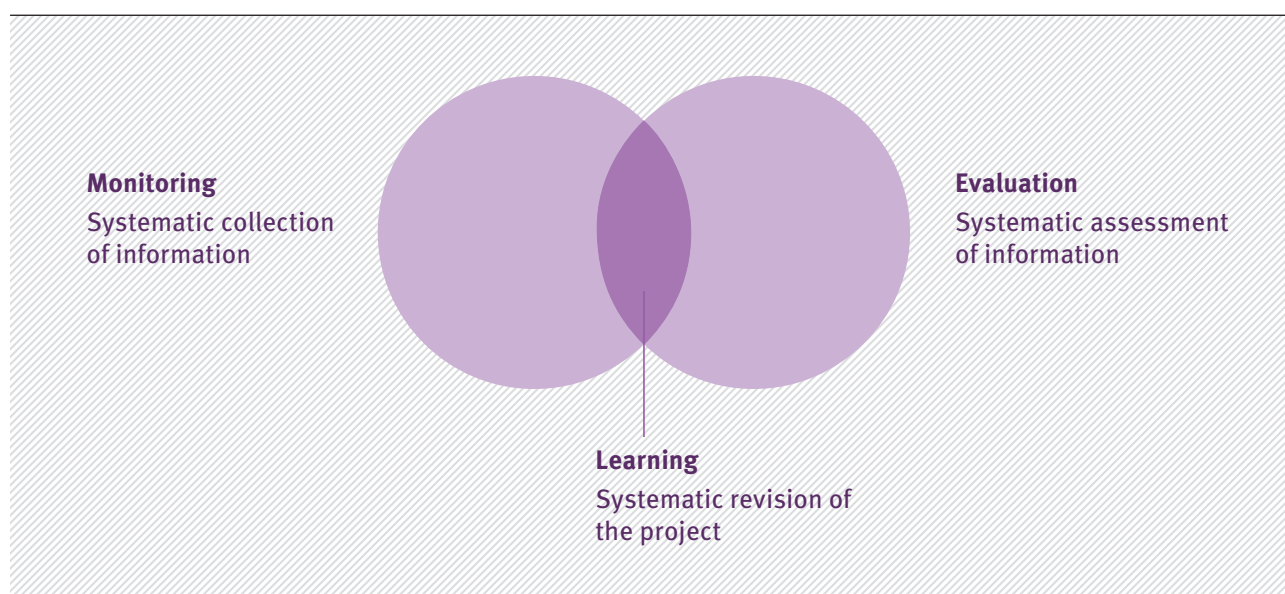 Monitoring
Systematic collection
of information
Evaluation
Systematic assessment
of information
Learning
Systematic revision of
the project